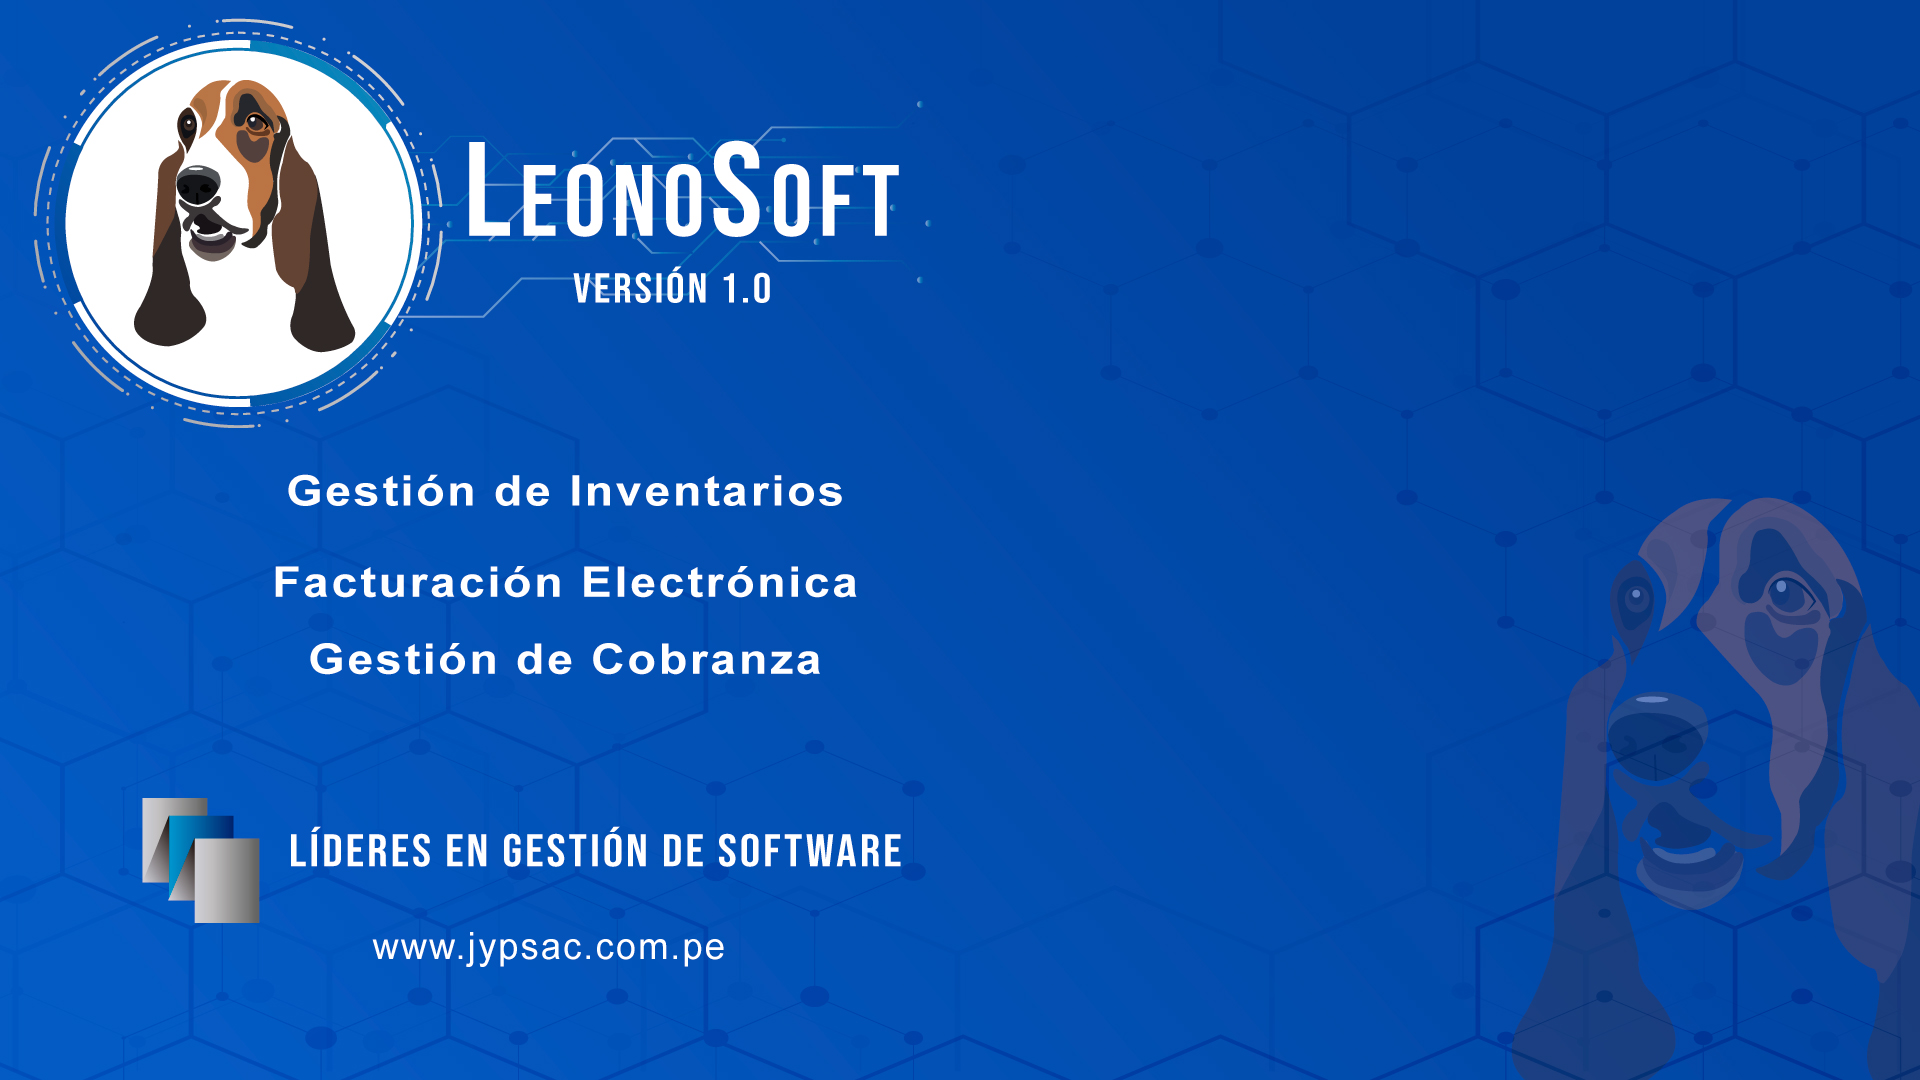 LEONOSOFT
VERSIÓN 1.0
Gestión de Inventarios
Facturación Electrónica
Gestión de Cobranza
LÍDERES EN GESTIÓN DE SOFTWARE
www.jypsac.com.pe